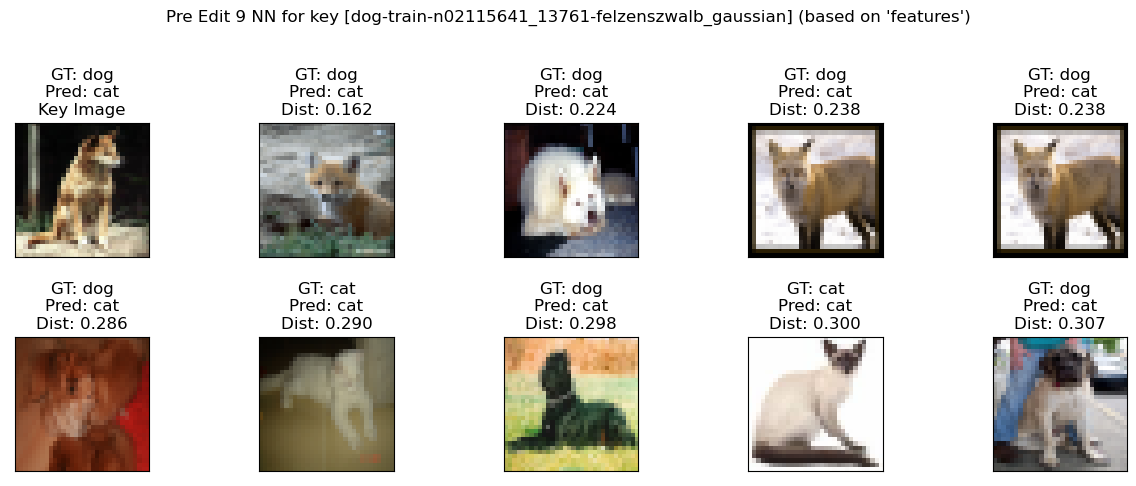 Pre Edit 9 NN for key [dog-train-n02115641_13761-felzenszwalb_gaussian] (based on 'features')
GT: dog
Pred: cat
Key Image
GT: dog
Pred: cat
Dist: 0.162
GT: dog
Pred: cat
Dist: 0.224
GT: dog
Pred: cat
Dist: 0.238
GT: dog
Pred: cat
Dist: 0.238
GT: dog
Pred: cat
Dist: 0.286
GT: cat
Pred: cat
Dist: 0.290
GT: dog
Pred: cat
Dist: 0.298
GT: cat
Pred: cat
Dist: 0.300
GT: dog
Pred: cat
Dist: 0.307